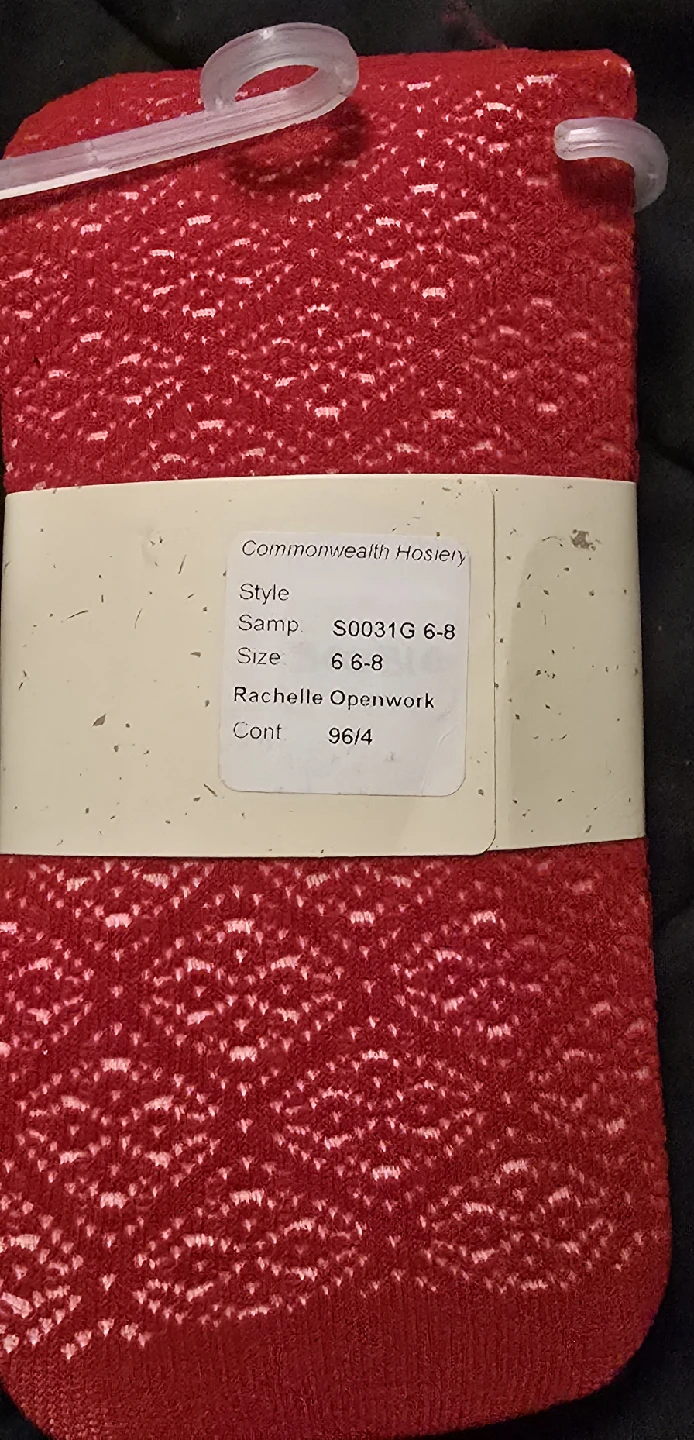 Commonwealth Hosiery
Style
Samp. S0031G 6-8
Size 6 6-8
Rachelle Openwork
Cont 96/4